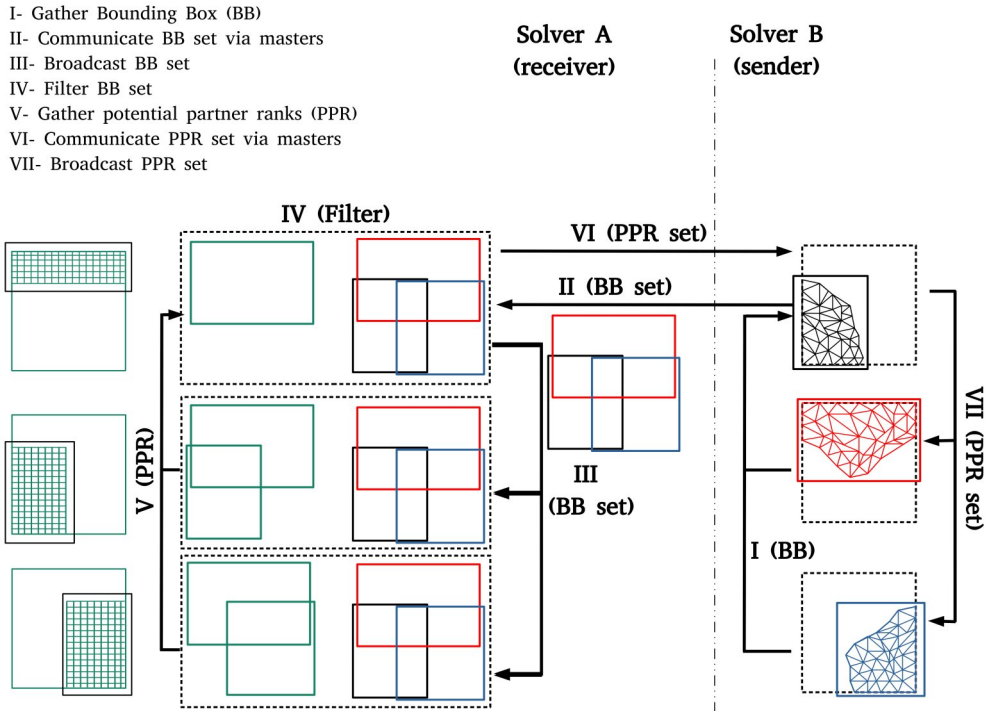 I- Gather Bounding Box (BB)
II- Communicate BB set via masters
III- Broadcast BB set
IV- Filter BB set
V- Gather potential partner ranks (PPR)
VI- Communicate PPR set via masters
VII- Broadcast PPR set
Solver A
(receiver)
Solver B
(sender)
IV (Filter)
VI (PPR set)
II (BB set)
V (PPR)
III
(BB set)
I (BB)
VII (PPR set)